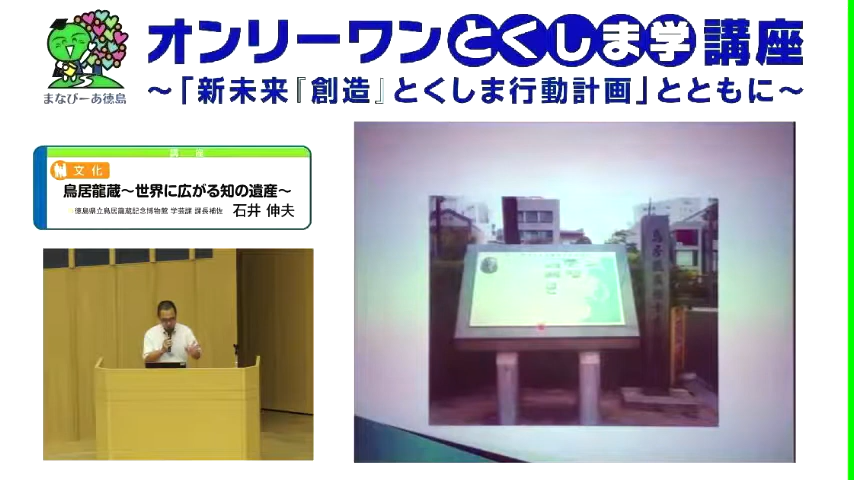 オンリーワンとくしま学講座
まなびーあ徳島
～「新未来『創造』とくしま行動計画」とともに～
講 座
文化
鳥居龍蔵～世界に広がる知の遺産～
徳島県立鳥居龍蔵記念博物館 学芸課 課長補佐 石井 伸夫